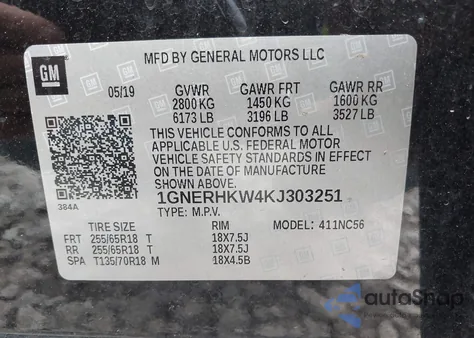 MFD BY GENERAL MOTORS LLC
GM
05/19 GVWR GAWR FRT GAWR RR
2800 KG 1450 KG 1600 KG
6173 LB 3196 LB 3527 LB
THIS VEHICLE CONFORMS TO ALL
APPLICABLE U.S. FEDERAL MOTOR
VEHICLE SAFETY STANDARDS IN EFFECT
ON THE DATE OF MANUFACTURE
SHOWN ABOVE.
1GNERHKW4KJ303251
384A TYPE: M.P.V.
TIRE SIZE RIM MODEL: 411NC56
FRT 255/65R18 T 18X7.5J
RR 255/65R18 T 18X7.5J
SPA T135/70R18 M 18X4.5B
autoSnap